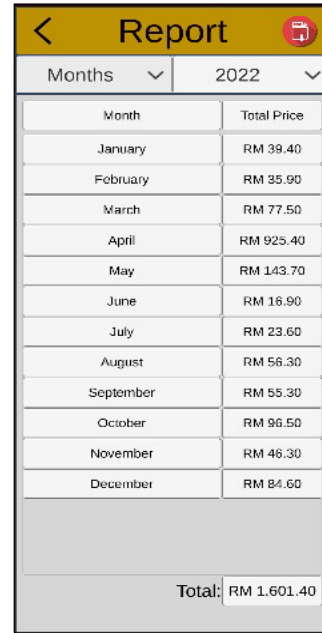 Report
Months 2022
Month Total Price
January RM 39.40
February RM 35.90
March RM 77.50
April RM 925.40
May RM 143.70
June RM 16.90
July RM 23.60
August RM 56.30
September RM 55.30
October RM 96.50
November RM 46.30
December RM 84.60
Total: RM 1,601.40